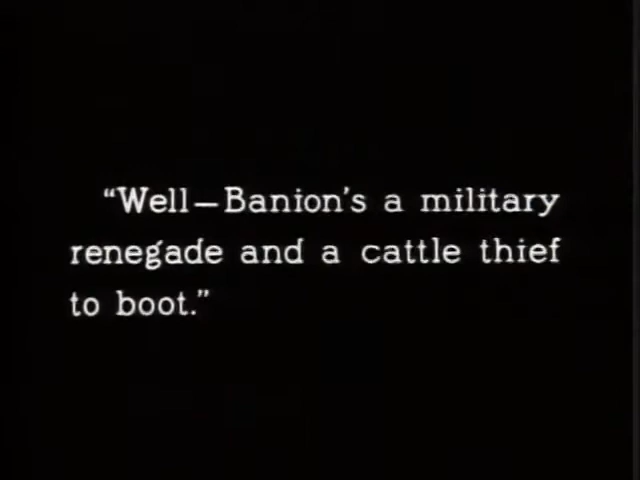 “Well—Banion's a military
renegade and a cattle thief
to boot.”